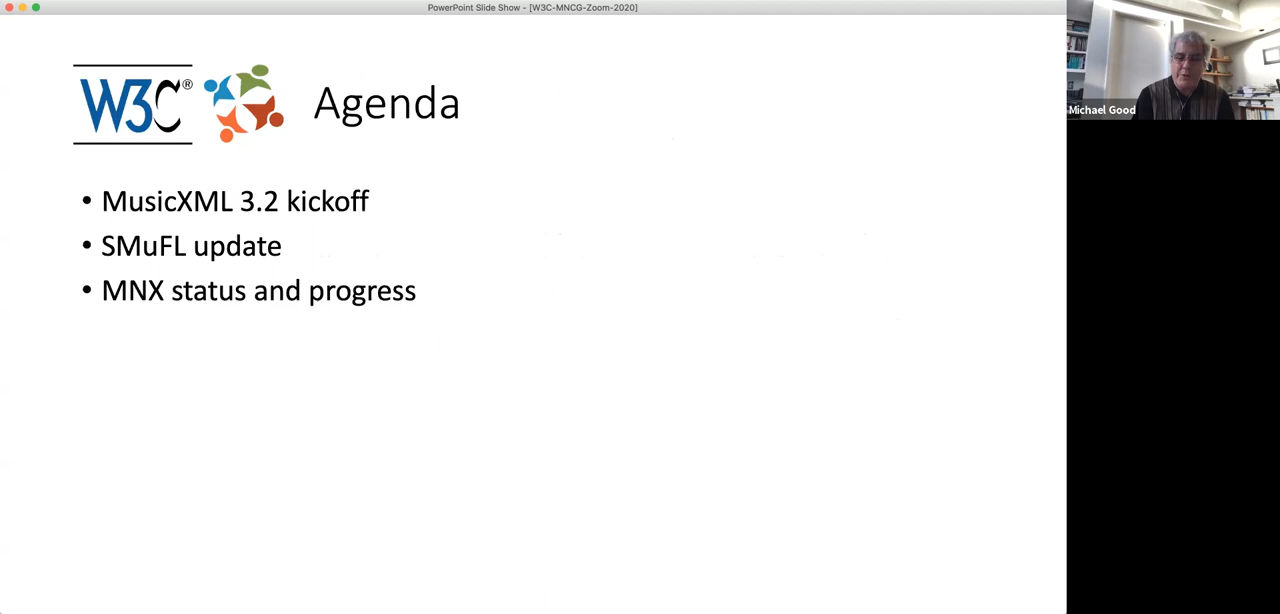 PowerPoint Slide Show - [W3C-MNCG-Zoom-2020]
W3C® Agenda
Michael Good
• MusicXML 3.2 kickoff
• SMuFL update
• MNX status and progress